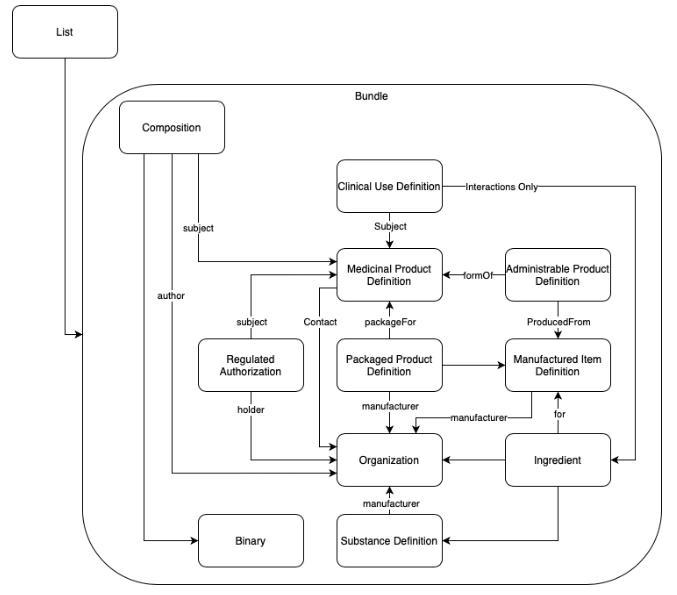 List
Bundle
Composition
Clinical Use Definition
Interactions Only
Subject
subject
Medicinal Product
Definition
formOf
Administrable Product
Definition
author
subject
Contact
packageFor
ProducedFrom
Regulated
Authorization
Packaged Product
Definition
Manufactured Item
Definition
holder
manufacturer
manufacturer
for
Organization
Ingredient
manufacturer
Binary
Substance Definition